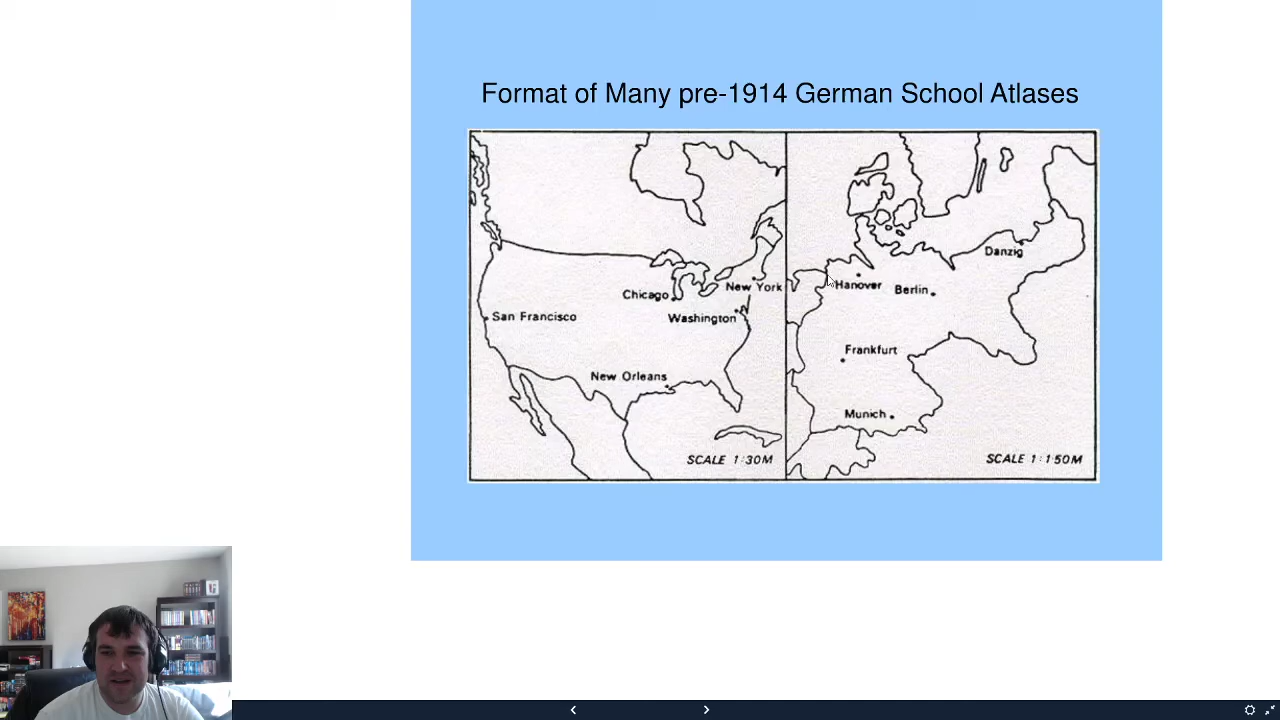 Format of Many pre-1914 German School Atlases
Danzig
New York
Hanover
Berlin
Chicago
San Francisco
Washington
Frankfurt
New Orleans
Munich
SCALE 1:30M
SCALE 1:1·50M